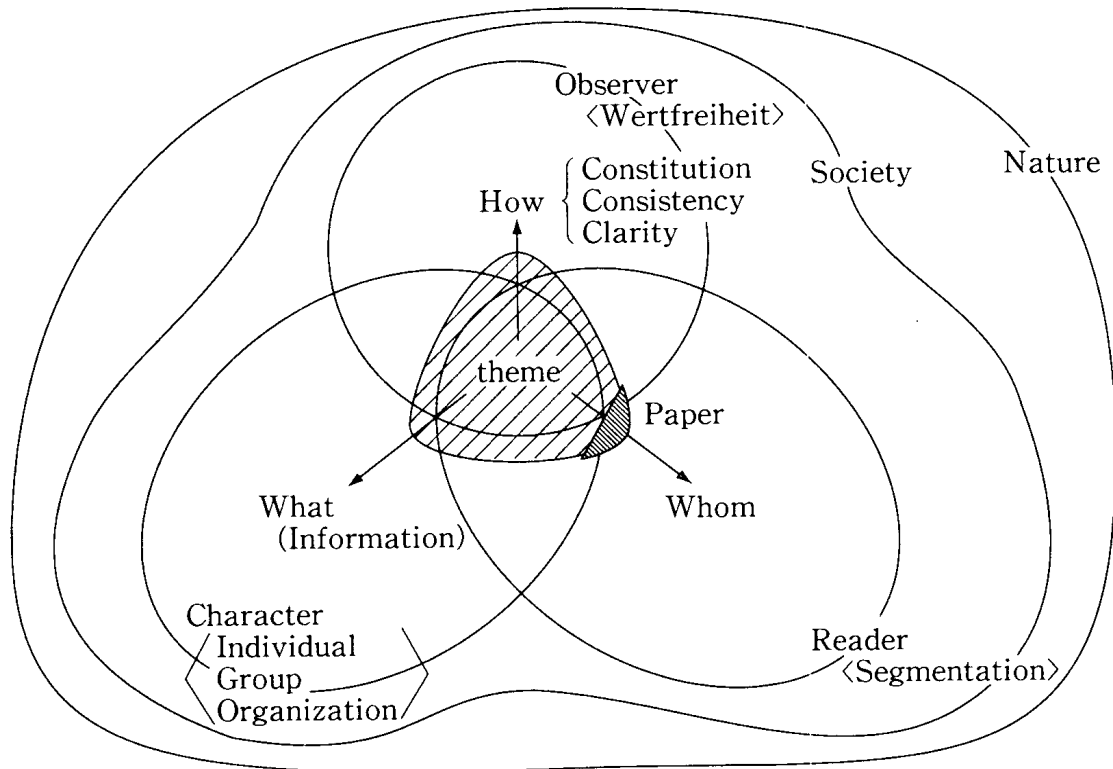 Observer
〈Wertfreiheit〉
Constitution
Consistency
Clarity
How
Society
Nature
theme
Paper
What
(Information)
Whom
Character
Individual
Group
Organization
Reader
〈Segmentation〉